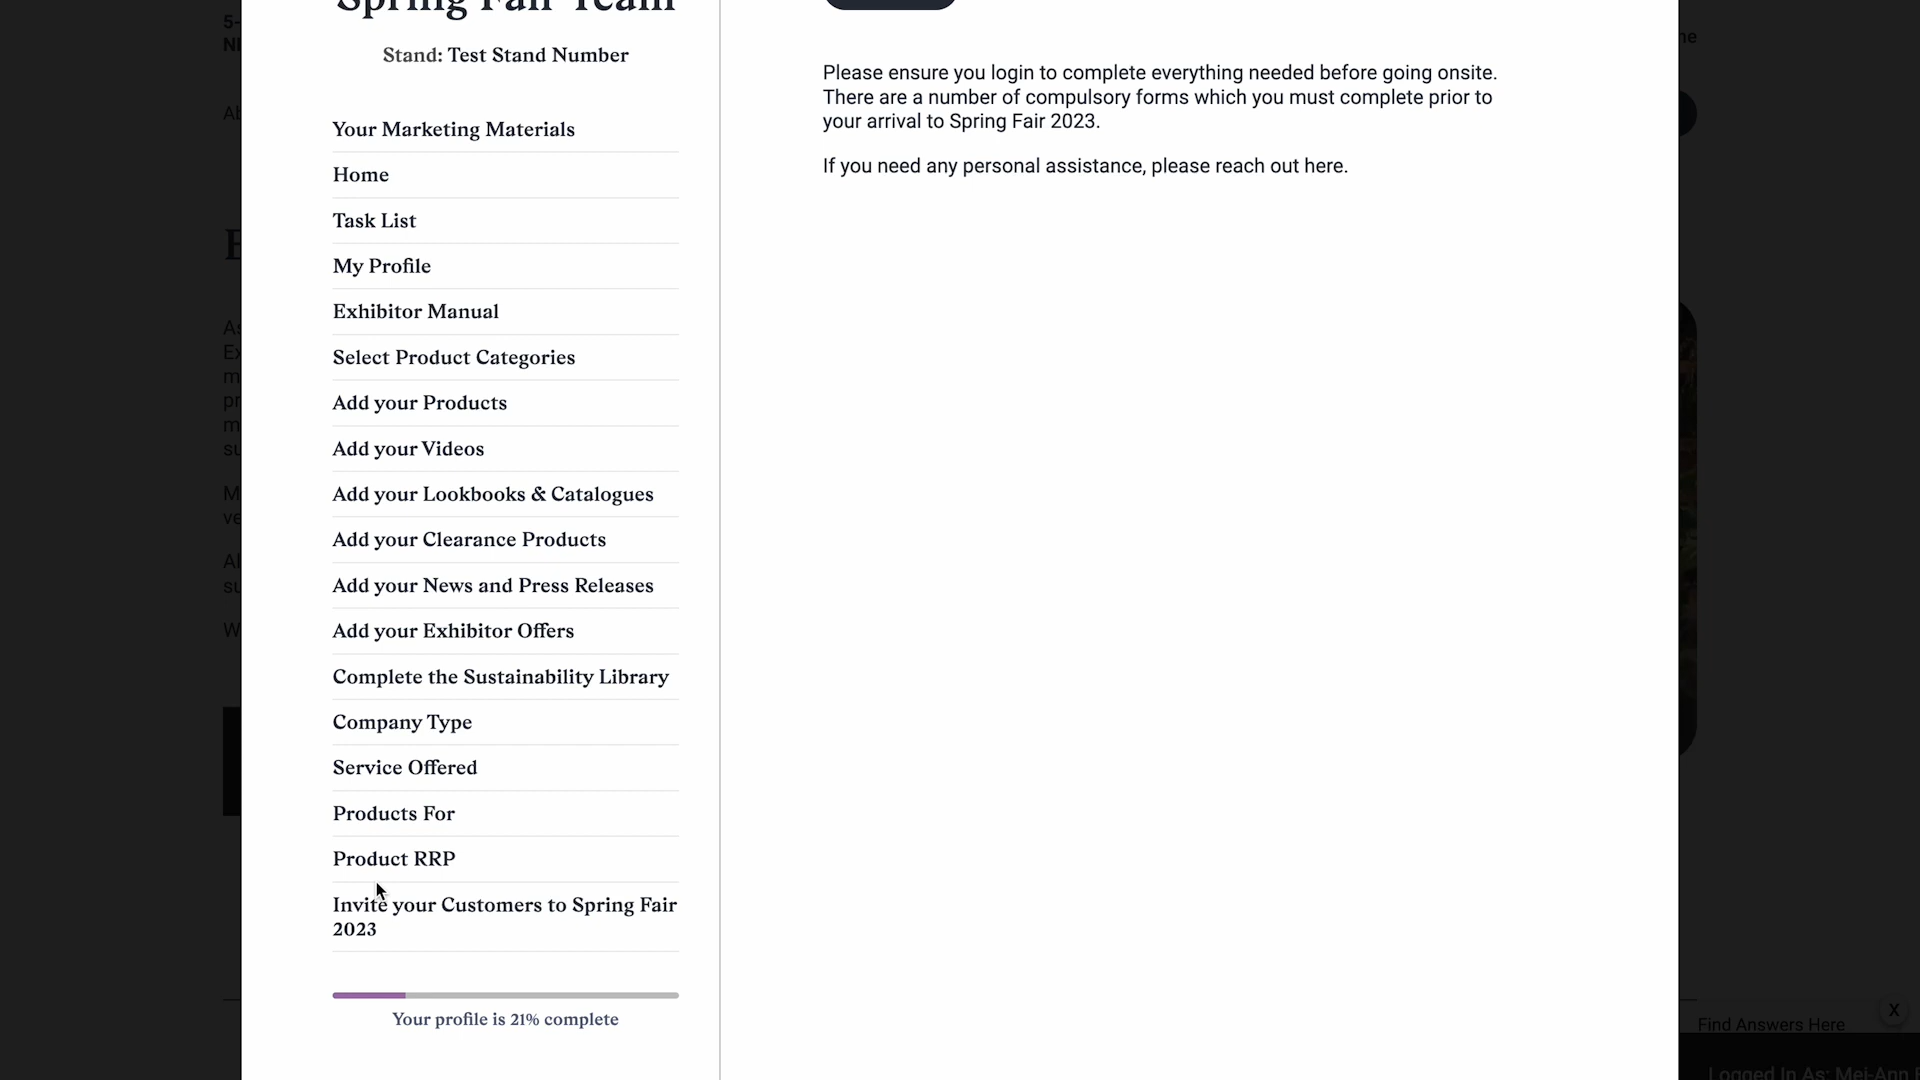 Spring Fair Team
Stand: Test Stand Number
Your Marketing Materials
Home
Task List
My Profile
Exhibitor Manual
Select Product Categories
Add your Products
Add your Videos
Add your Lookbooks & Catalogues
Add your Clearance Products
Add your News and Press Releases
Add your Exhibitor Offers
Complete the Sustainability Library
Company Type
Service Offered
Products For
Product RRP
Invite your Customers to Spring Fair
2023
Your profile is 21% complete
Please ensure you login to complete everything needed before going onsite.
There are a number of compulsory forms which you must complete prior to
your arrival to Spring Fair 2023.
If you need any personal assistance, please reach out here.
X
Find Answers Here
Logged In As: Mei-Ann